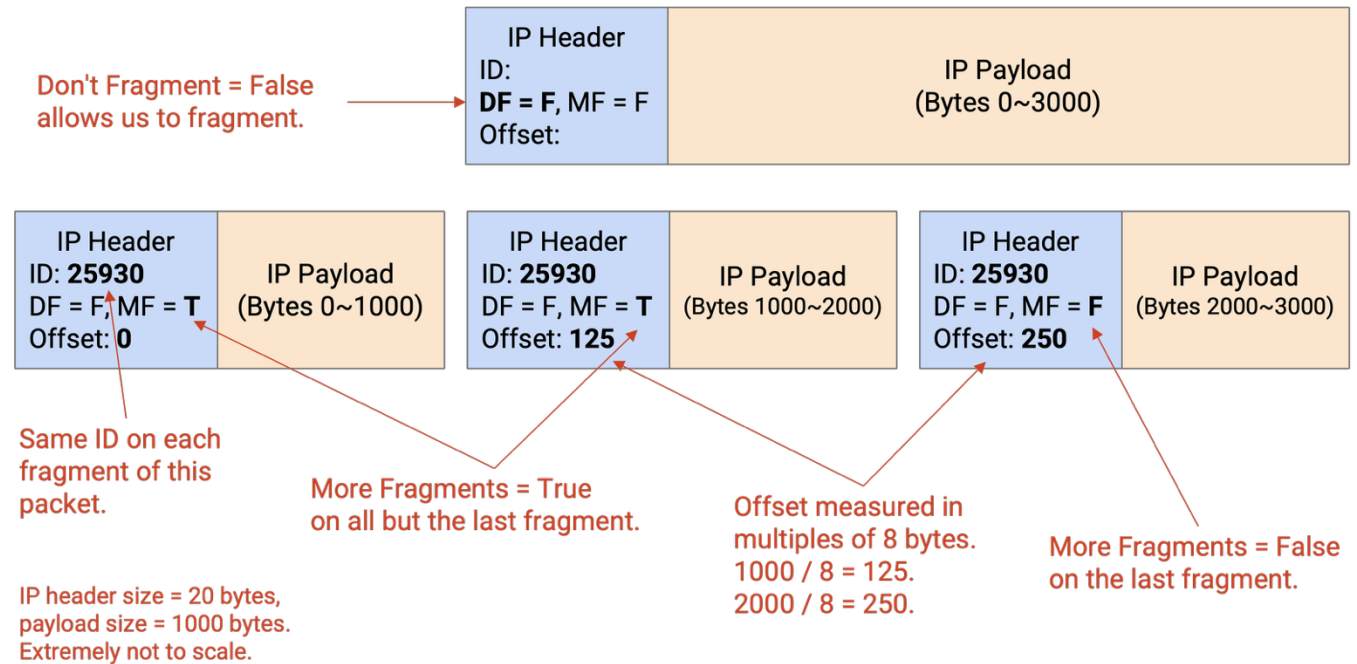 IP Header
ID:
DF = F, MF = F
Offset:
IP Payload
(Bytes 0~3000)
Don't Fragment = False
allows us to fragment.
IP Header
ID: 25930
DF = F, MF = T
Offset: 0
IP Payload
(Bytes 0~1000)
IP Header
ID: 25930
DF = F, MF = T
Offset: 125
IP Payload
(Bytes 1000~2000)
IP Header
ID: 25930
DF = F, MF = F
Offset: 250
IP Payload
(Bytes 2000~3000)
Same ID on each
fragment of this
packet.
More Fragments = True
on all but the last fragment.
Offset measured in
multiples of 8 bytes.
1000 / 8 = 125.
2000 / 8 = 250.
More Fragments = False
on the last fragment.
IP header size = 20 bytes,
payload size = 1000 bytes.
Extremely not to scale.